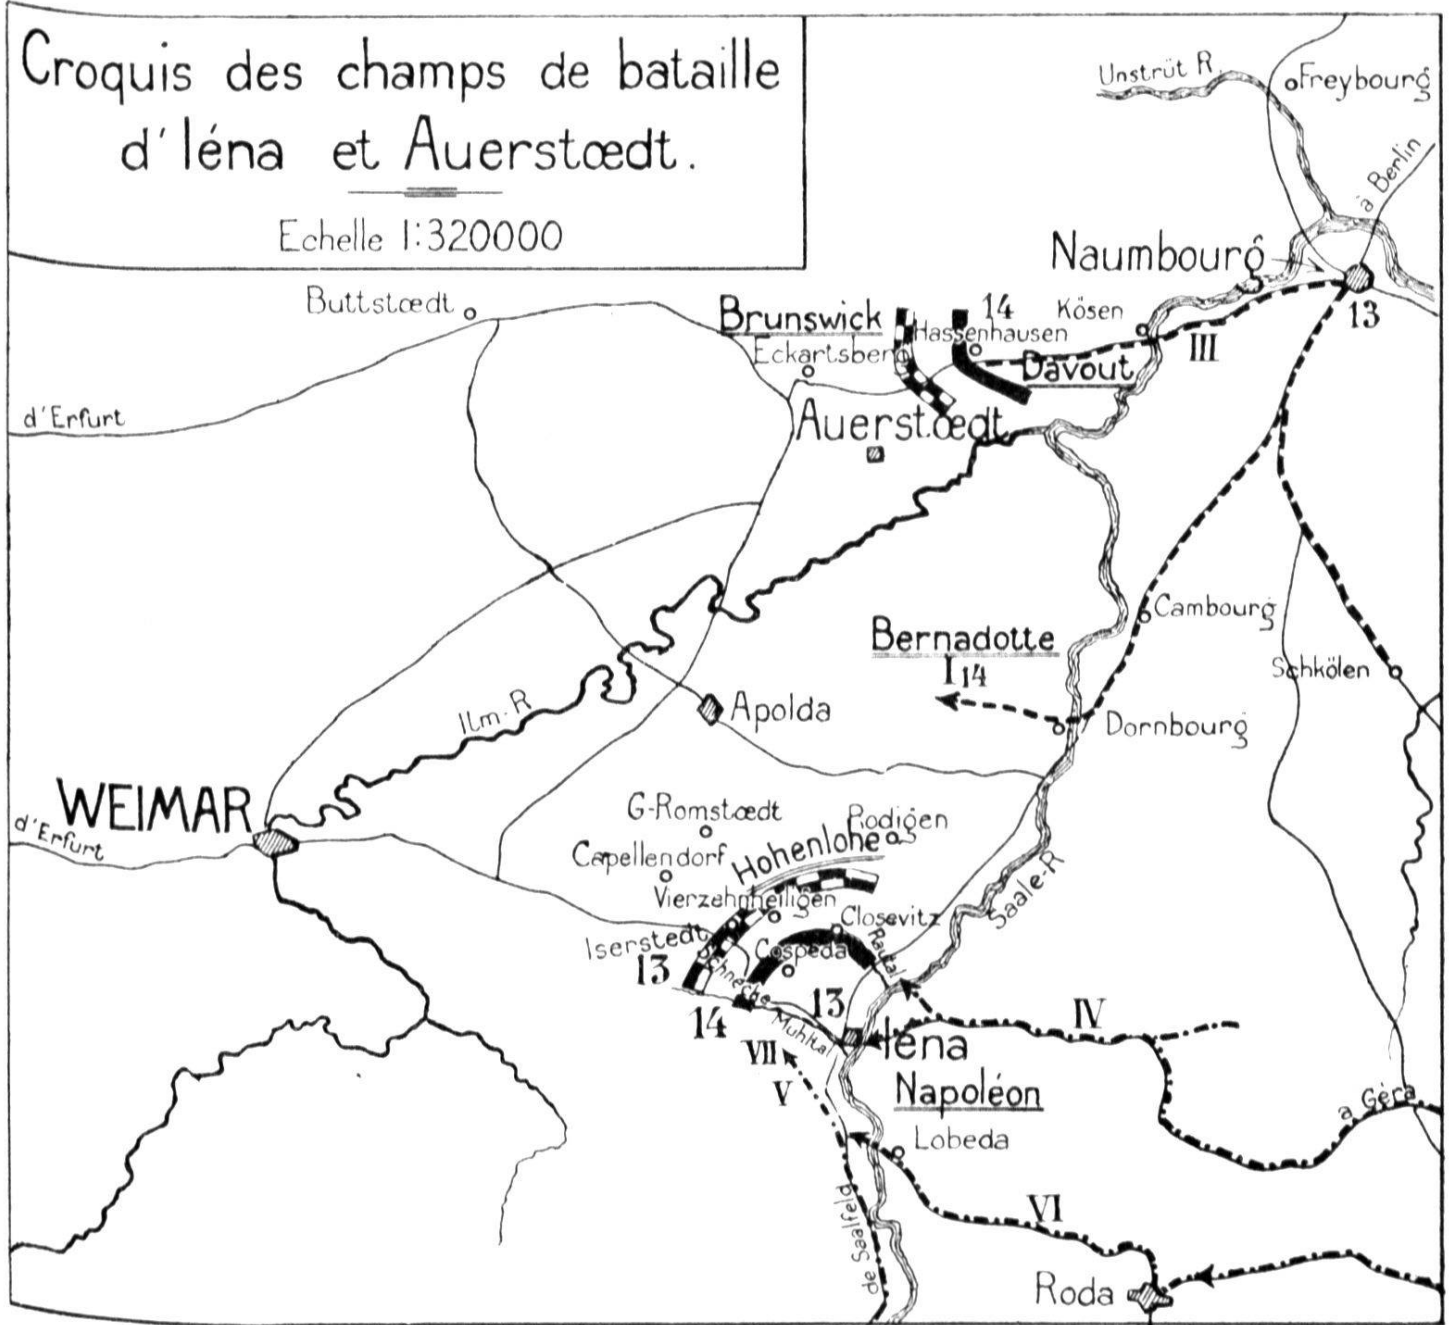 Croquis des champs de bataille
d'Iéna et Auerstœdt.
Echelle 1:320000
Unstrüt R.
Freybourg
à Berlin
Naumbourg
13
Buttstœdt
Brunswick
14
Kösen
Hassenhausen
Eckartsberg
III
Davout
d'Erfurt
Auerstœdt
Cambourg
Bernadotte
I 14
Schkölen
Ilm-R
Apolda
Dornbourg
WEIMAR
d'Erfurt
G-Romstœdt
Rodigen
Capellendorf
Hohenlohe
Vierzehnheiligen
Closevitz
Saale-R
Iserstedt
Cospeda
Rautal
13
Schnecke
13
14
Muhltal
IV
VII
Iéna
V
Napoléon
a Géra
Lobeda
de Saalfeld
VI
Roda